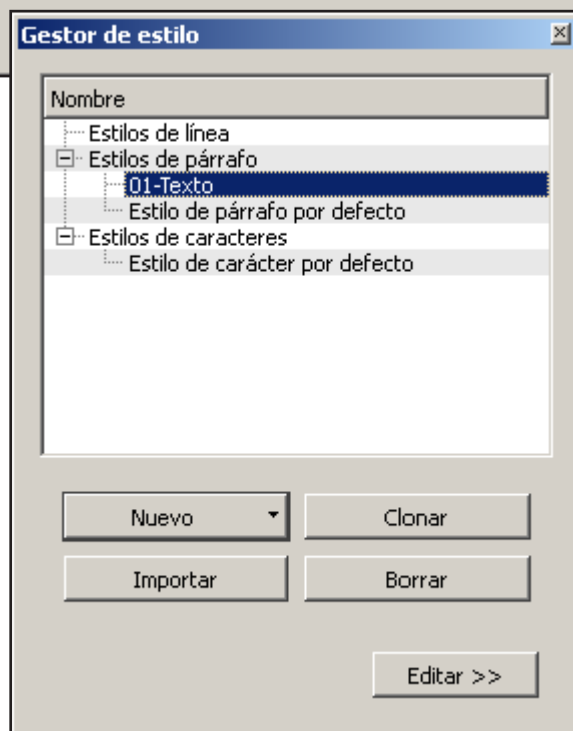 Gestor de estilo
Nombre
Estilos de línea
Estilos de párrafo
01-Texto
Estilo de párrafo por defecto
Estilos de caracteres
Estilo de carácter por defecto
Nuevo
Clonar
Importar
Borrar
Editar >>